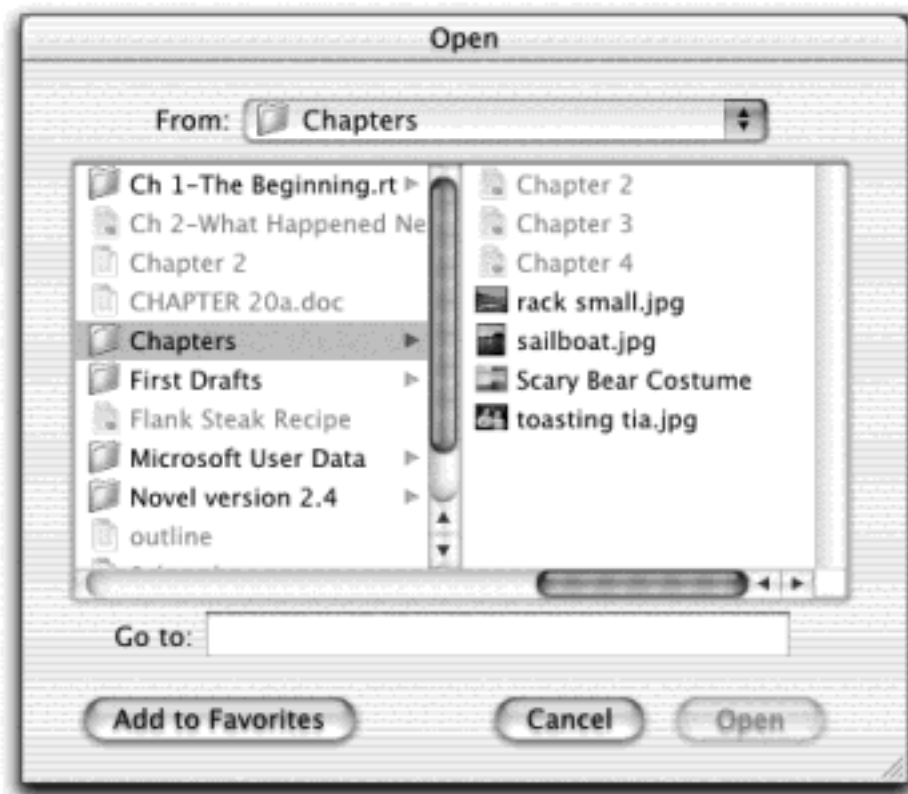 Open
From: Chapters
Ch 1-The Beginning.rt
Ch 2-What Happened Ne
Chapter 2
CHAPTER 20a.doc
Chapters
First Drafts
Flank Steak Recipe
Microsoft User Data
Novel version 2.4
outline
Chapter 2
Chapter 3
Chapter 4
rack small.jpg
sailboat.jpg
Scary Bear Costume
toasting tia.jpg
Go to:
Add to Favorites Cancel Open